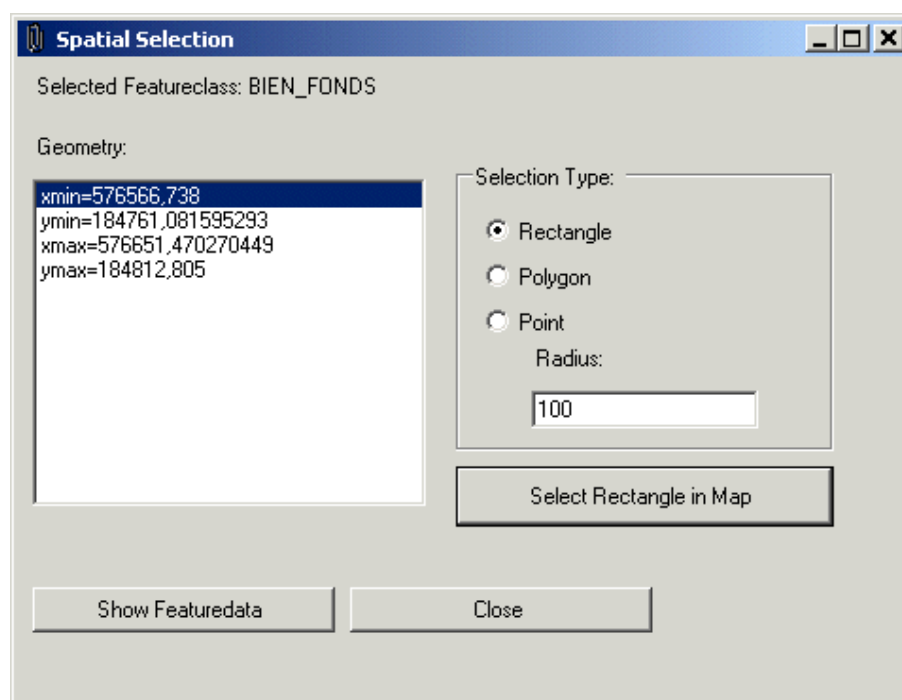 Spatial Selection
Selected Featureclass: BIEN_FONDS
Geometry:
xmin=576566,738
ymin=184761,081595293
xmax=576651,470270449
ymax=184812,805
Selection Type:
Rectangle
Polygon
Point
Radius:
100
Select Rectangle in Map
Show Featuredata
Close